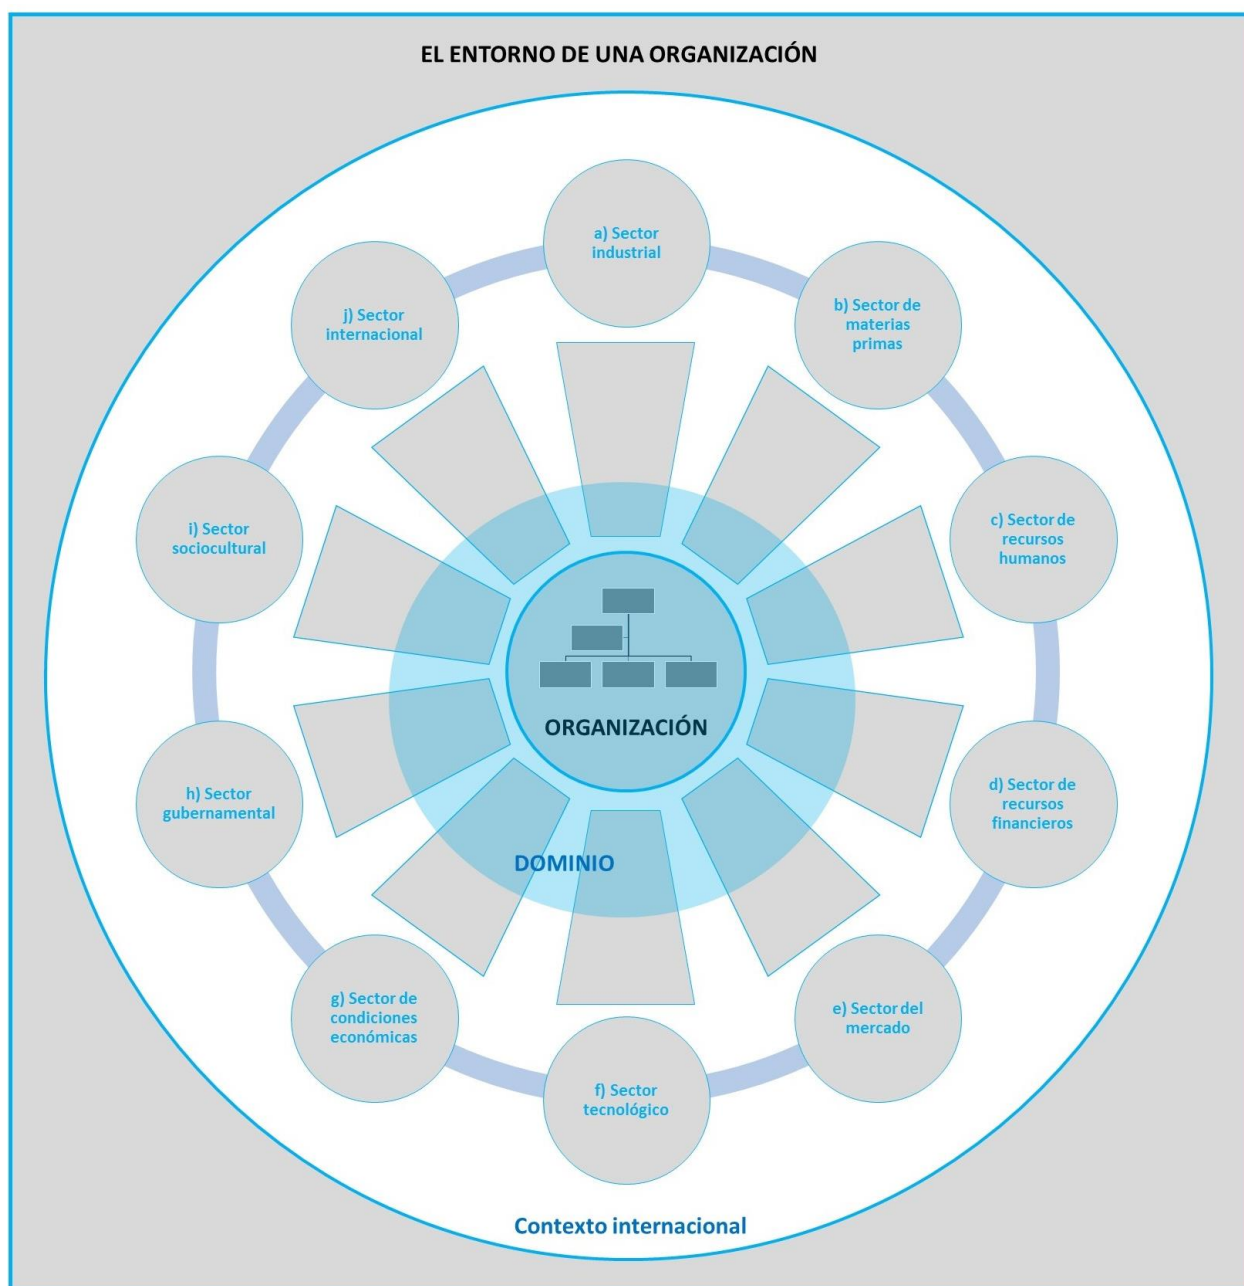 EL ENTORNO DE UNA ORGANIZACIÓN
a) Sector
industrial
b) Sector de
materias
primas
c) Sector de
recursos
humanos
d) Sector de
recursos
financieros
e) Sector del
mercado
f) Sector
tecnológico
g) Sector de
condiciones
económicas
h) Sector
gubernamental
i) Sector
sociocultural
j) Sector
internacional
ORGANIZACIÓN
DOMINIO
Contexto internacional